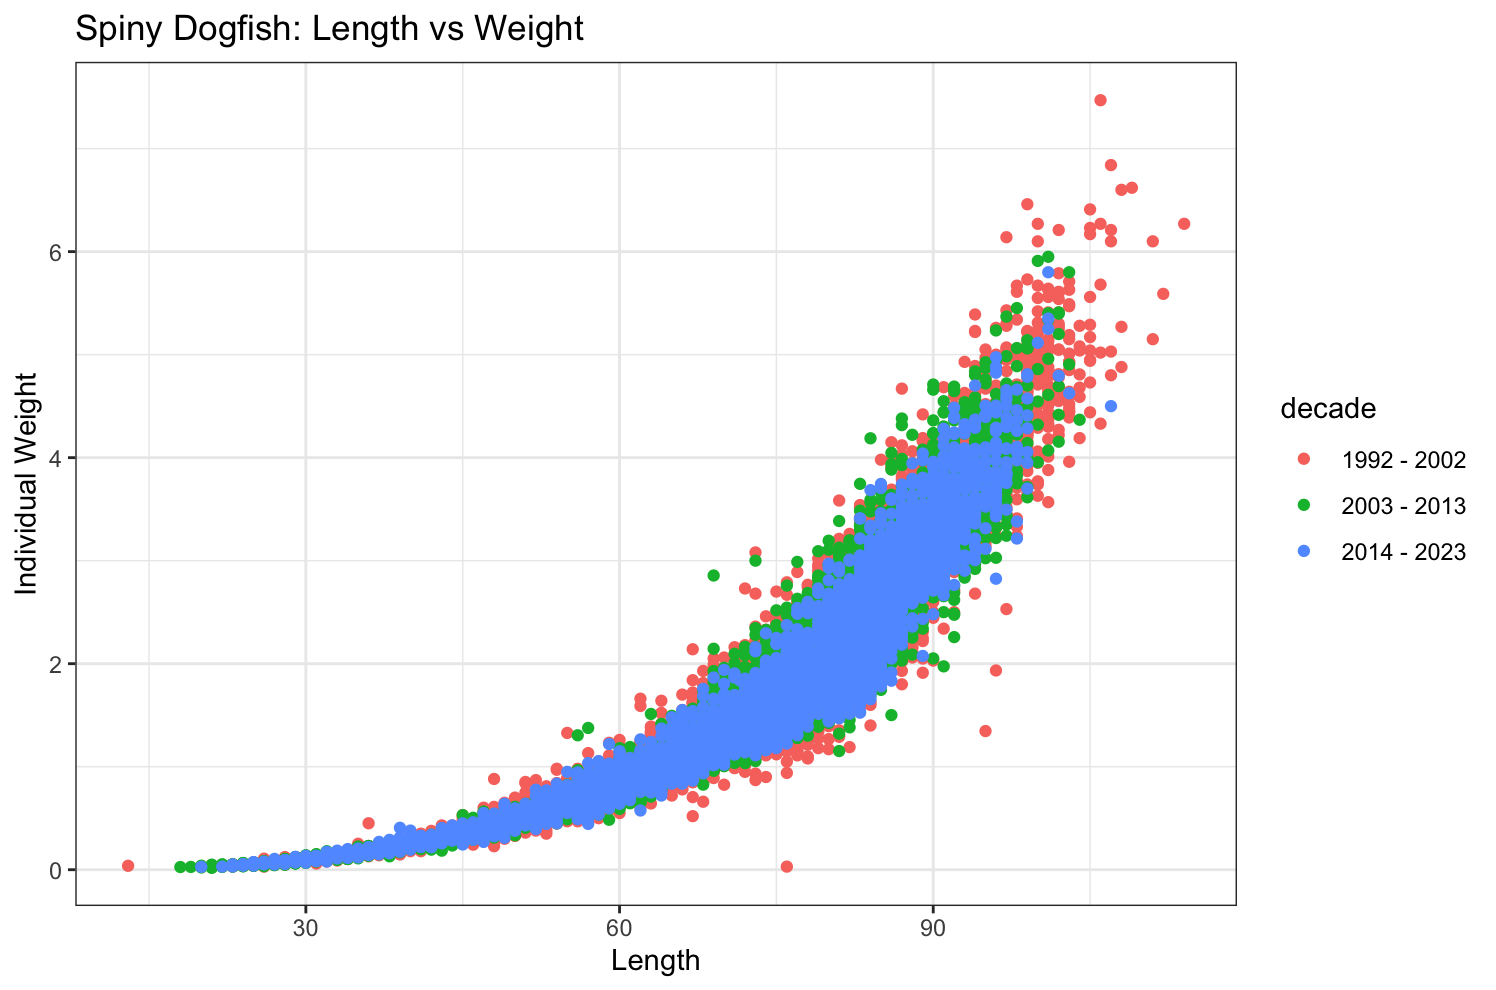 Spiny Dogfish: Length vs Weight
Individual Weight
6
4
2
0
30 60 90
Length
decade
1992 - 2002
2003 - 2013
2014 - 2023